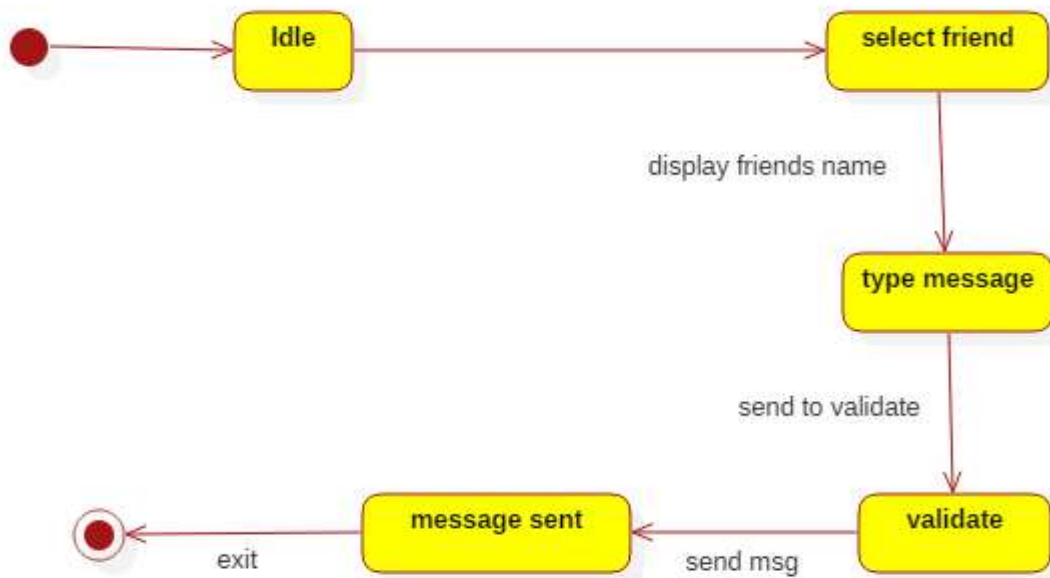 Idle
select friend
display friends name
type message
send to validate
validate
send msg
message sent
exit